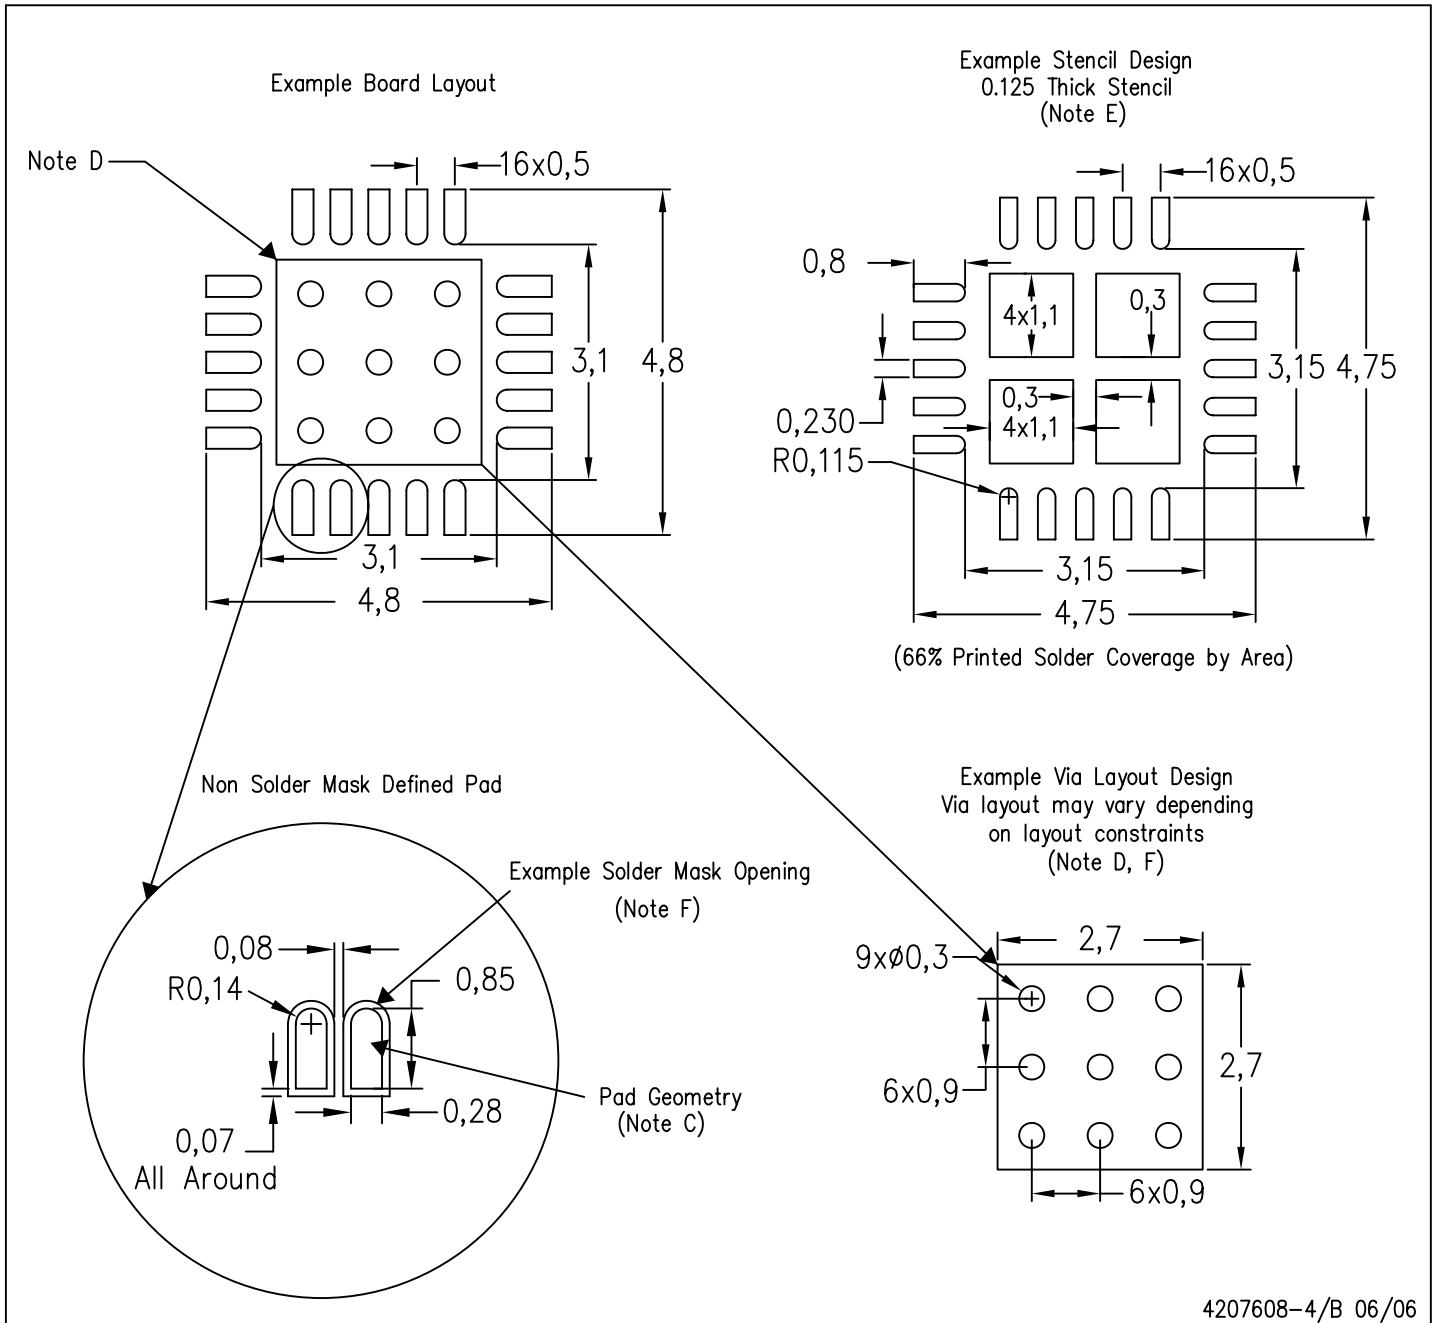 Example Board Layout
Note D
16x0,5
3,1
4,8
3,1
4,8
Example Stencil Design
0.125 Thick Stencil
(Note E)
16x0,5
0,8
4x1,1
0,3
3,15
4,75
0,3
4x1,1
0,230
R0,115
3,15
4,75
(66% Printed Solder Coverage by Area)
Non Solder Mask Defined Pad
Example Solder Mask Opening
(Note F)
0,08
R0,14
0,85
0,28
Pad Geometry
(Note C)
0,07
All Around
Example Via Layout Design
Via layout may vary depending
on layout constraints
(Note D, F)
2,7
9xø0,3
2,7
6x0,9
6x0,9
4207608-4/B 06/06